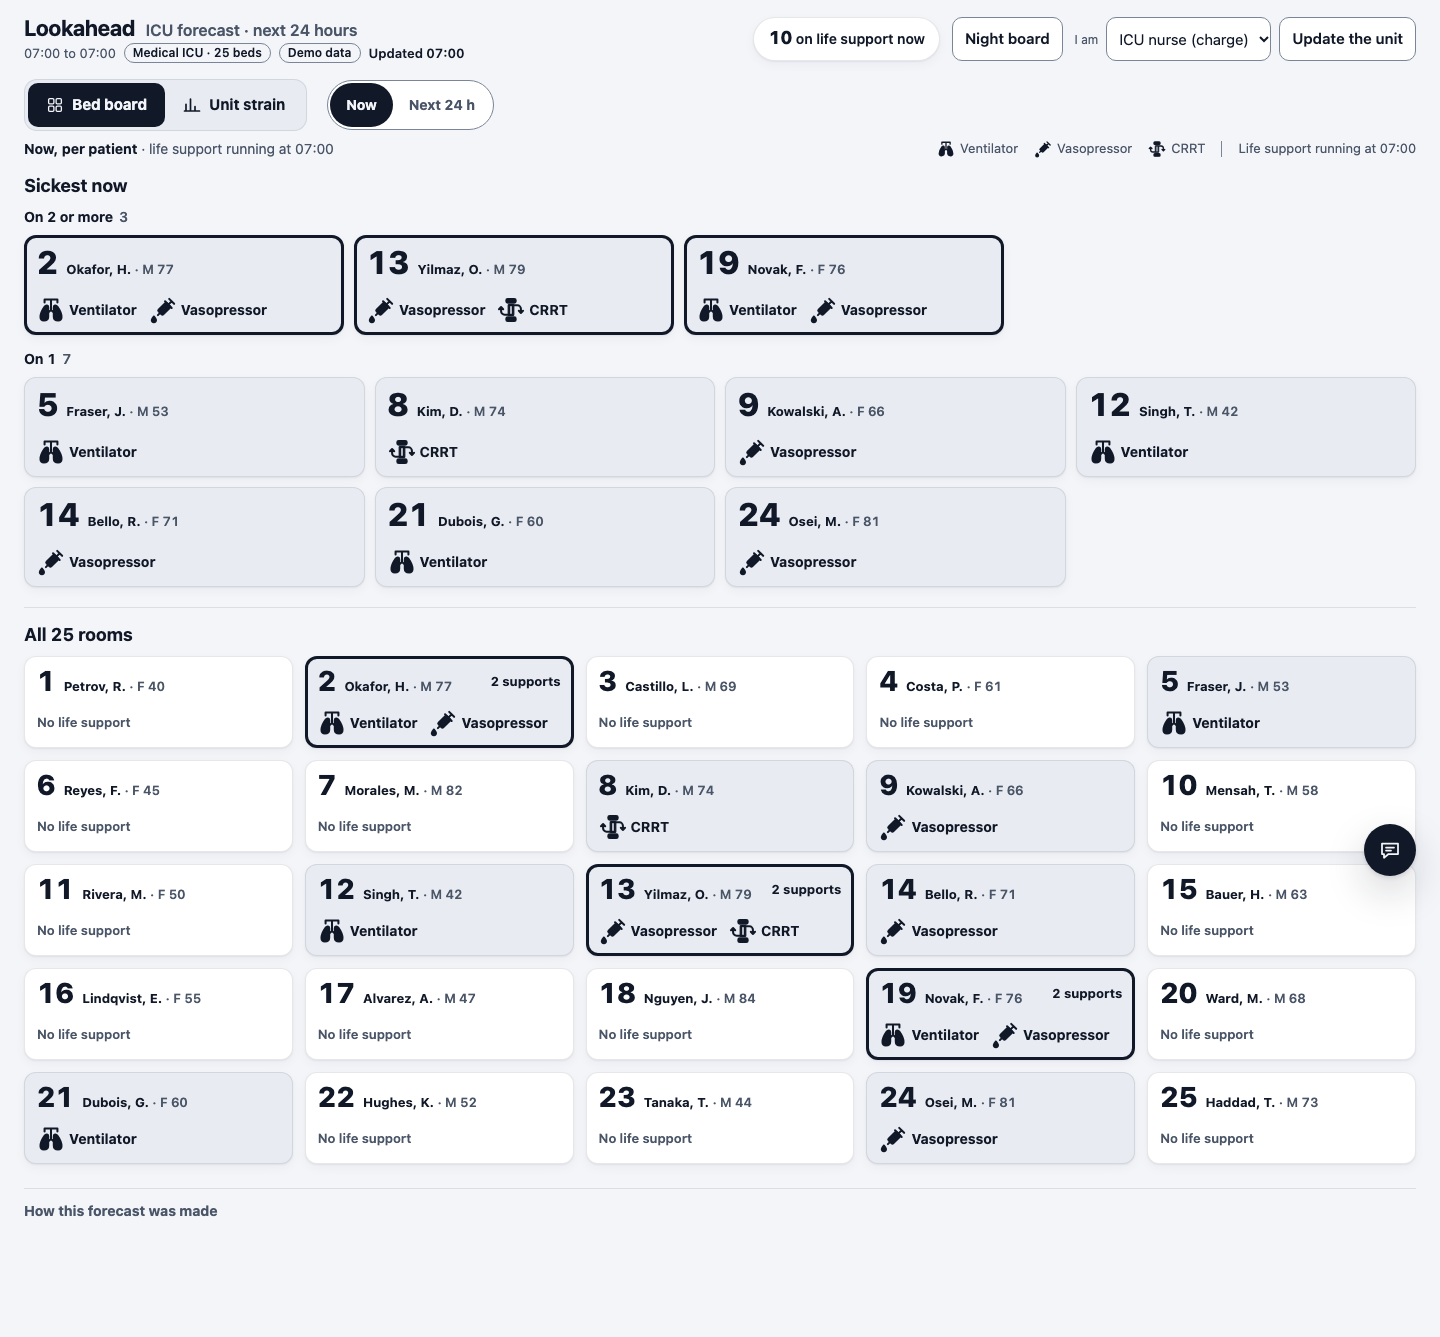 Lookahead ICU forecast · next 24 hours
07:00 to 07:00 Medical ICU · 25 beds Demo data Updated 07:00
10 on life support now Night board I am ICU nurse (charge) Update the unit
Bed board Unit strain Now Next 24 h
Now, per patient · life support running at 07:00
Ventilator Vasopressor CRRT Life support running at 07:00
Sickest now
On 2 or more 3
2 Okafor, H. · M 77
Ventilator Vasopressor
13 Yilmaz, O. · M 79
Vasopressor CRRT
19 Novak, F. · F 76
Ventilator Vasopressor
On 1 7
5 Fraser, J. · M 53
Ventilator
8 Kim, D. · M 74
CRRT
9 Kowalski, A. · F 66
Vasopressor
12 Singh, T. · M 42
Ventilator
14 Bello, R. · F 71
Vasopressor
21 Dubois, G. · F 60
Ventilator
24 Osei, M. · F 81
Vasopressor
All 25 rooms
1 Petrov, R. · F 40
No life support
2 Okafor, H. · M 77 2 supports
Ventilator Vasopressor
3 Castillo, L. · M 69
No life support
4 Costa, P. · F 61
No life support
5 Fraser, J. · M 53
Ventilator
6 Reyes, F. · F 45
No life support
7 Morales, M. · M 82
No life support
8 Kim, D. · M 74
CRRT
9 Kowalski, A. · F 66
Vasopressor
10 Mensah, T. · M 58
No life support
11 Rivera, M. · F 50
No life support
12 Singh, T. · M 42
Ventilator
13 Yilmaz, O. · M 79 2 supports
Vasopressor CRRT
14 Bello, R. · F 71
Vasopressor
15 Bauer, H. · M 63
No life support
16 Lindqvist, E. · F 55
No life support
17 Alvarez, A. · M 47
No life support
18 Nguyen, J. · M 84
No life support
19 Novak, F. · F 76 2 supports
Ventilator Vasopressor
20 Ward, M. · M 68
No life support
21 Dubois, G. · F 60
Ventilator
22 Hughes, K. · M 52
No life support
23 Tanaka, T. · M 44
No life support
24 Osei, M. · F 81
Vasopressor
25 Haddad, T. · M 73
No life support
How this forecast was made